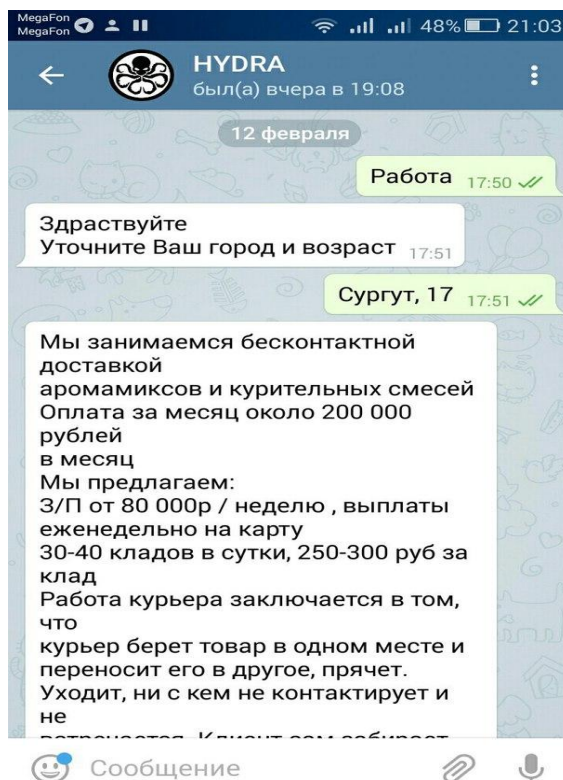 MegaFon
MegaFon
48% 21:03
HYDRA
был(а) вчера в 19:08
12 февраля
Работа 17:50
Здраствуйте
Уточните Ваш город и возраст 17:51
Сургут, 17 17:51
Мы занимаемся бесконтактной
доставкой
аромамиксов и курительных смесей
Оплата за месяц около 200 000
рублей
в месяц
Мы предлагаем:
З/П от 80 000р / неделю , выплаты
еженедельно на карту
30-40 кладов в сутки, 250-300 руб за
клад
Работа курьера заключается в том,
что
курьер берет товар в одном месте и
переносит его в другое, прячет.
Уходит, ни с кем не контактирует и
не
Клиент сам забирает
Сообщение